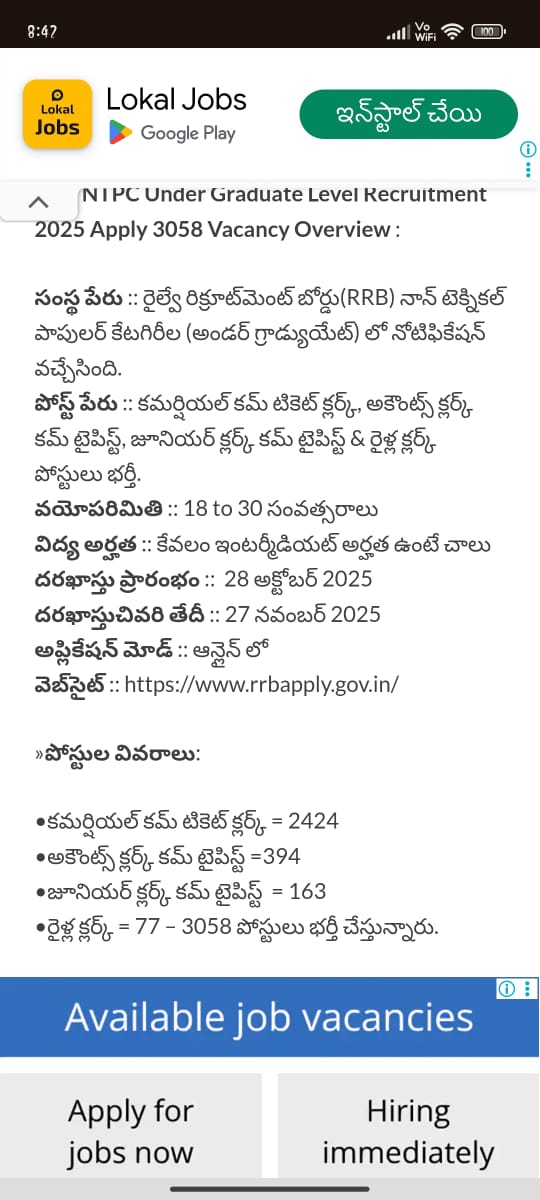 8:47
Vo
WiFi
100
Lokal
Jobs
Lokal Jobs
Google Play
ఇన్‌స్టాల్ చేయి
NTPC Under Graduate Level Recruitment
2025 Apply 3058 Vacancy Overview :
సంస్థ పేరు :: రైల్వే రిక్రూట్‌మెంట్ బోర్డు(RRB) నాన్ టెక్నికల్
పాపులర్ కేటగిరీల (అండర్ గ్రాడ్యుయేట్) లో నోటిఫికేషన్
వచ్చేసింది.
పోస్ట్ పేరు :: కమర్షియల్ కమ్ టికెట్ క్లర్క్, అకౌంట్స్ క్లర్క్
కమ్ టైపిస్ట్, జూనియర్ క్లర్క్ కమ్ టైపిస్ట్ & రైళ్ల క్లర్క్
పోస్టులు భర్తీ.
వయోపరిమితి :: 18 to 30 సంవత్సరాలు
విద్య అర్హత :: కేవలం ఇంటర్మీడియట్ అర్హత ఉంటే చాలు
దరఖాస్తు ప్రారంభం :: 28 అక్టోబర్ 2025
దరఖాస్తుచివరి తేదీ :: 27 నవంబర్ 2025
అప్లికేషన్ మోడ్ :: ఆన్లైన్ లో
వెబ్‌సైట్ :: https://www.rrbapply.gov.in/
»పోస్టుల వివరాలు:
•కమర్షియల్ కమ్ టికెట్ క్లర్క్ = 2424
•అకౌంట్స్ క్లర్క్ కమ్ టైపిస్ట్ =394
•జూనియర్ క్లర్క్ కమ్ టైపిస్ట్ = 163
•రైళ్ల క్లర్క్ = 77 – 3058 పోస్టులు భర్తీ చేస్తున్నారు.
Available job vacancies
Apply for
jobs now
Hiring
immediately